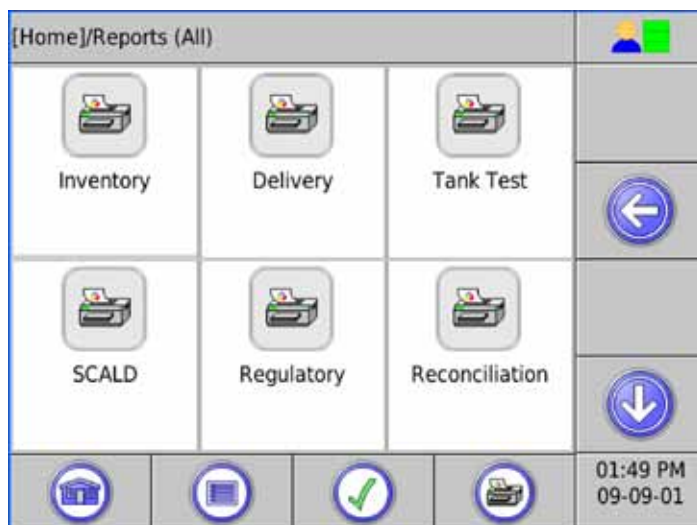 [Home]/Reports (All)
Inventory
Delivery
Tank Test
SCALD
Regulatory
Reconciliation
01:49 PM
09-09-01